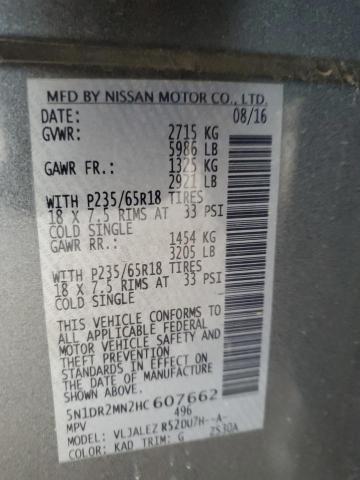 MFD BY NISSAN MOTOR CO., LTD.
DATE: 08/16
GVWR: 2715 KG
5986 LB
GAWR FR.: 1325 KG
2921 LB
WITH P235/65R18 TIRES
18 X 7.5 RIMS AT 33 PSI
COLD SINGLE
GAWR RR.: 1454 KG
3205 LB
WITH P235/65R18 TIRES
18 X 7.5 RIMS AT 33 PSI
COLD SINGLE
THIS VEHICLE CONFORMS TO
ALL APPLICABLE FEDERAL
MOTOR VEHICLE SAFETY AND
THEFT PREVENTION
STANDARDS IN EFFECT ON
THE DATE OF MANUFACTURE
SHOWN ABOVE.
5N1DR2MN2HC607662
MPV 496
MODEL: VLJALEZ R52DU7H--A-
COLOR: KAD TRIM: G ZS30A